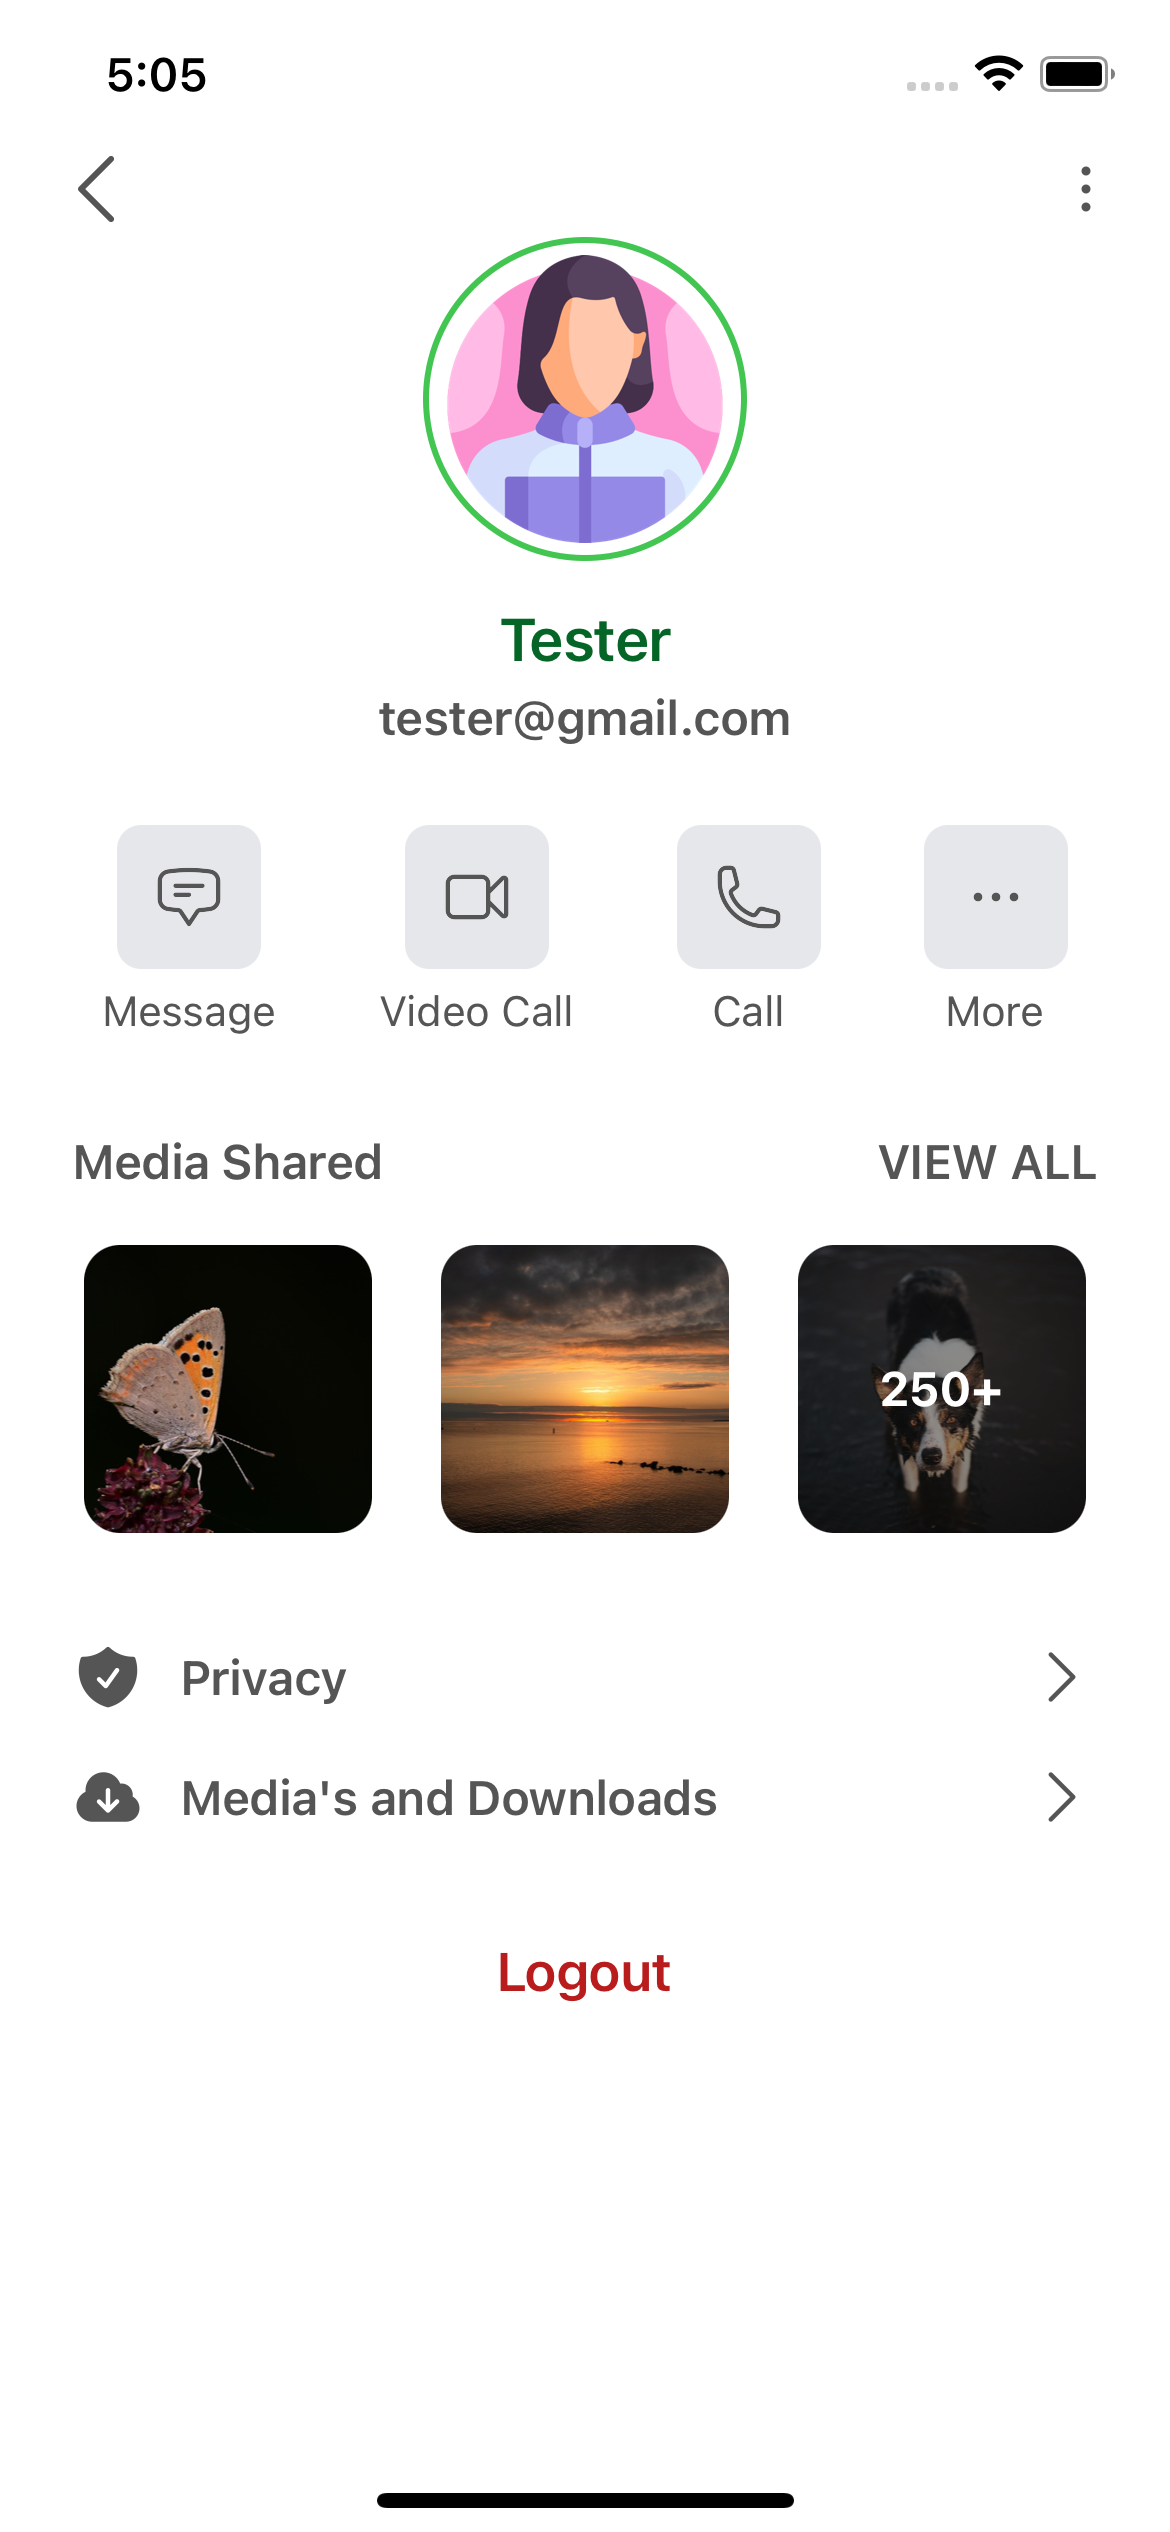 5:05
Tester
tester@gmail.com
Message Video Call Call More
Media Shared VIEW ALL
250+
Privacy
Media's and Downloads
Logout